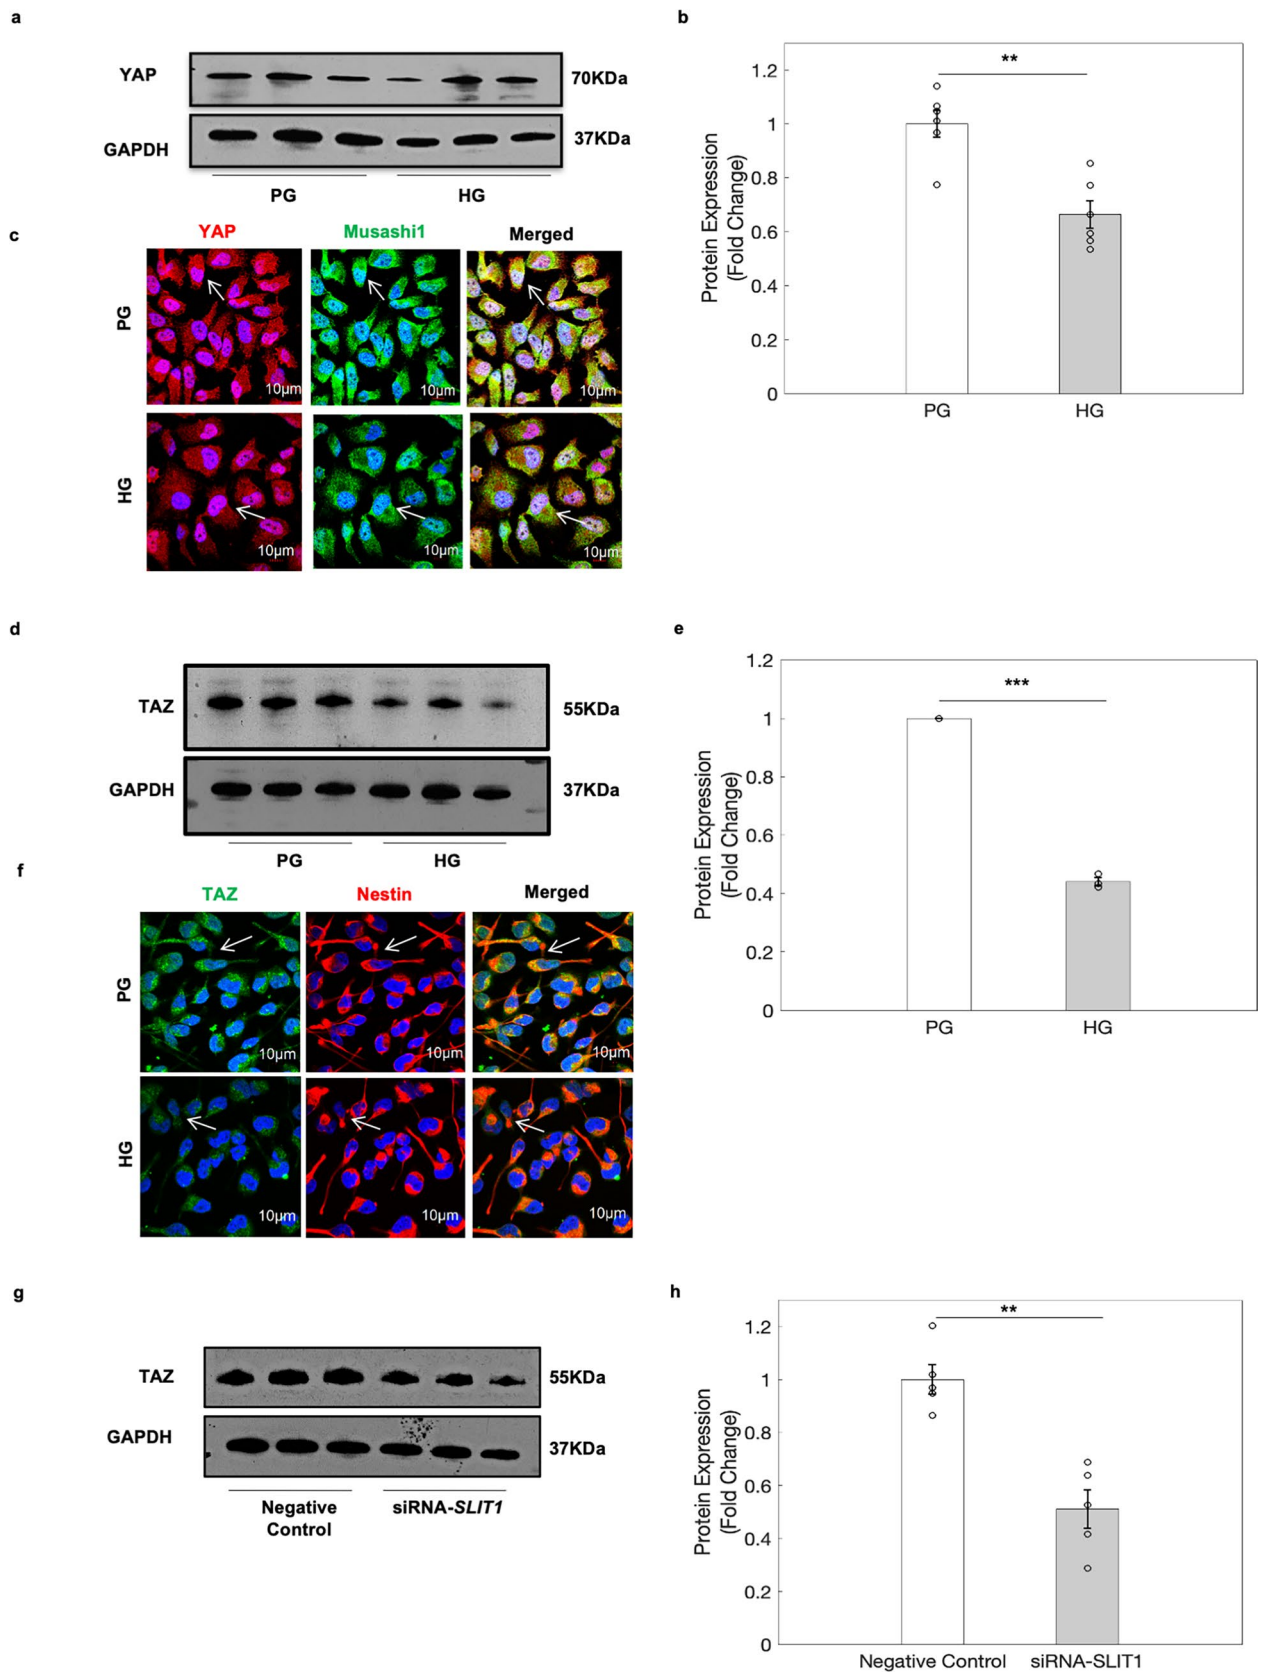 a
YAP
70KDa
GAPDH
37KDa
PG HG
b
**
Protein Expression
(Fold Change)
1.2
1
0.8
0.6
0.4
0.2
0
PG HG
c
YAP Musashi1 Merged
PG
10µm 10µm 10µm
HG
10µm 10µm 10µm
d
TAZ
55KDa
GAPDH
37KDa
PG HG
e
***
Protein Expression
(Fold Change)
1.2
1
0.8
0.6
0.4
0.2
0
PG HG
f
TAZ Nestin Merged
PG
10µm 10µm 10µm
HG
10µm 10µm 10µm
g
TAZ
55KDa
GAPDH
37KDa
Negative siRNA-SLIT1
Control
h
**
Protein Expression
(Fold Change)
1.2
1
0.8
0.6
0.4
0.2
0
Negative Control siRNA-SLIT1